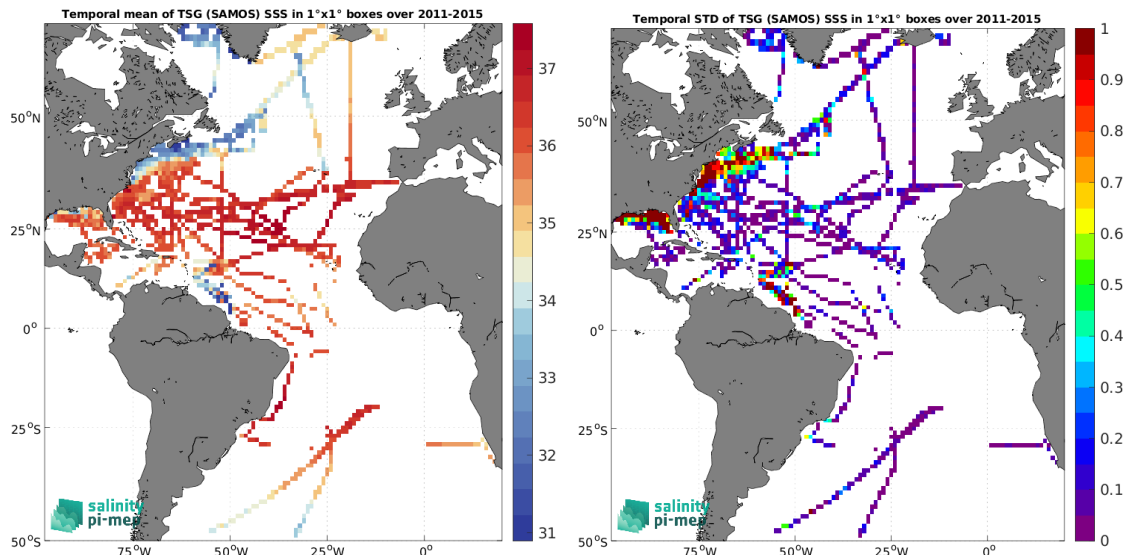 Temporal mean of TSG (SAMOS) SSS in 1°x1° boxes over 2011-2015
50°N
25°N
0°
25°S
50°S
75°W
50°W
25°W
0°
37
36
35
34
33
32
31
salinity
pi-mep
Temporal STD of TSG (SAMOS) SSS in 1°x1° boxes over 2011-2015
50°N
25°N
0°
25°S
50°S
75°W
50°W
25°W
0°
1
0.9
0.8
0.7
0.6
0.5
0.4
0.3
0.2
0.1
0
salinity
pi-mep